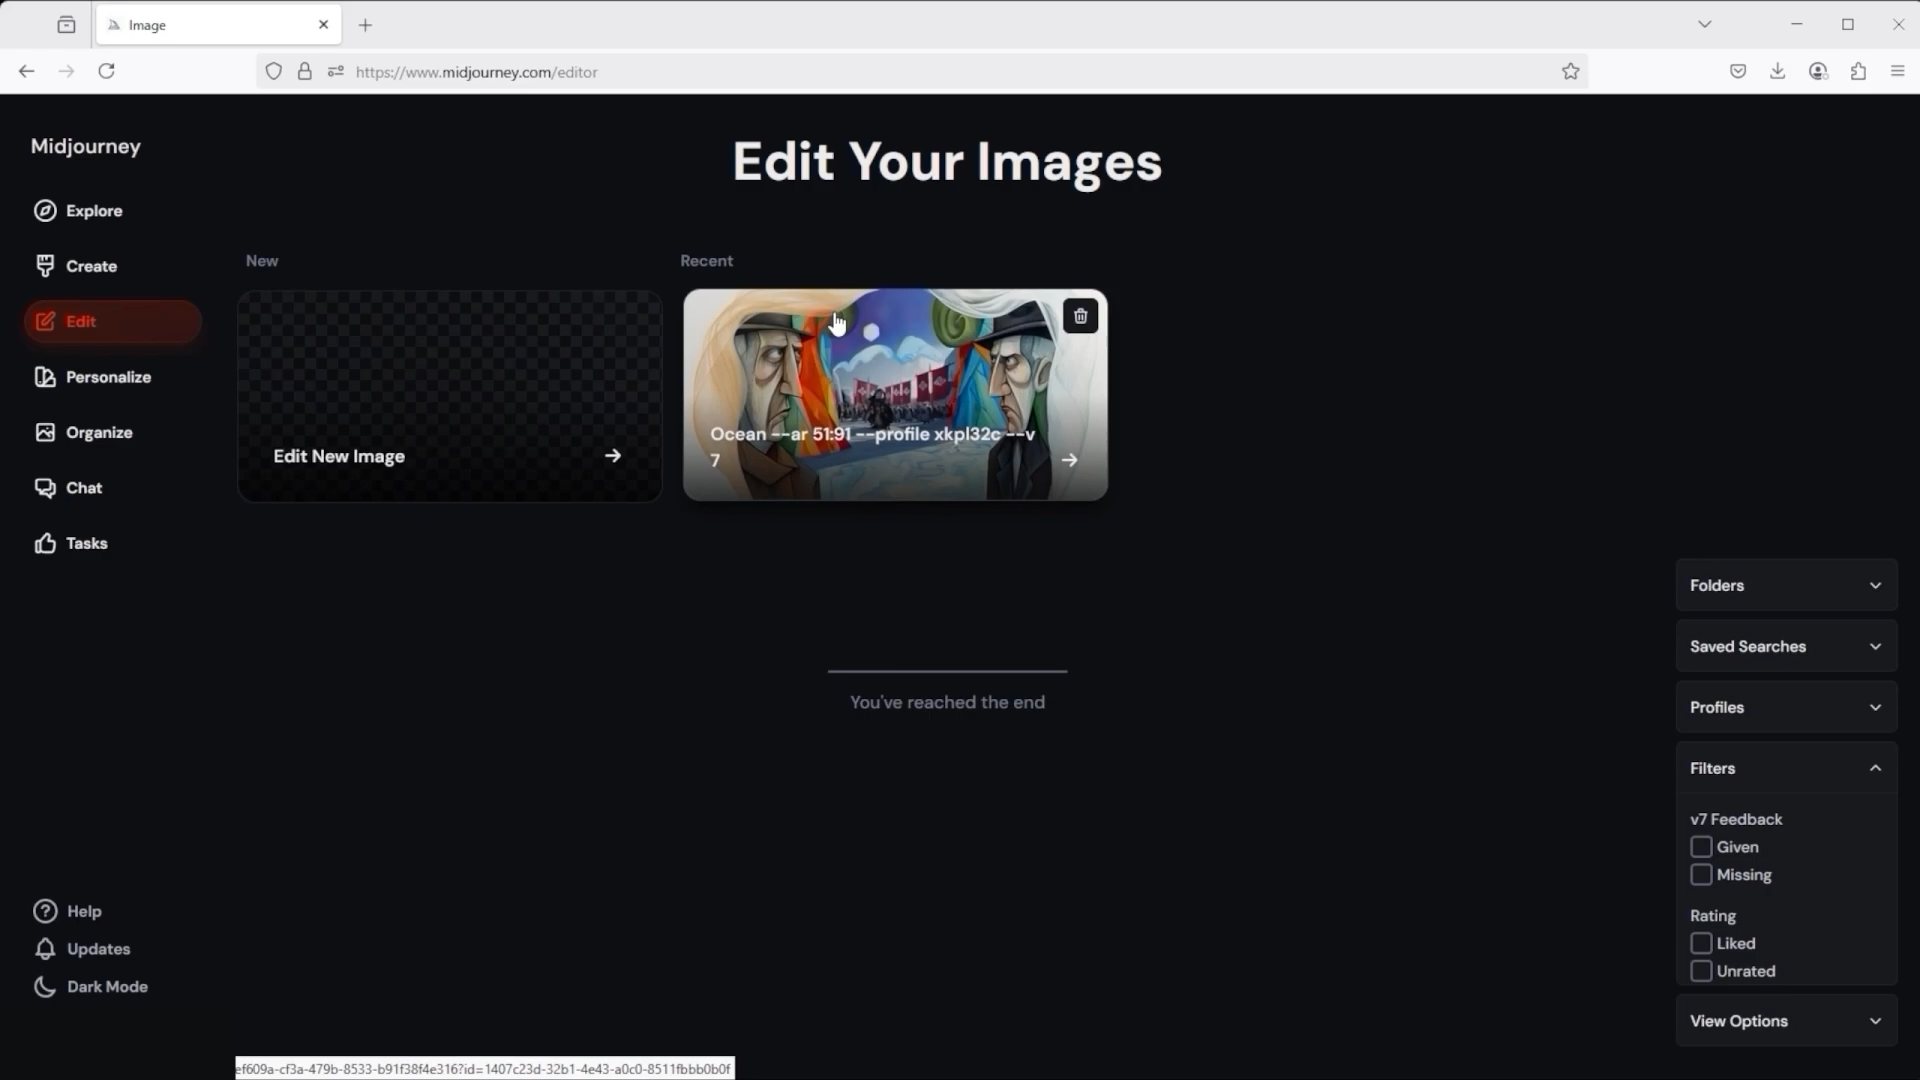 Image
https://www.midjourney.com/editor
Midjourney
Explore
Create
Edit
Personalize
Organize
Chat
Tasks
Help
Updates
Dark Mode
Edit Your Images
New
Edit New Image
Recent
Ocean --ar 51:91 --profile xkpl32c --v
7
You've reached the end
Folders
Saved Searches
Profiles
Filters
v7 Feedback
Given
Missing
Rating
Liked
Unrated
View Options
ef609a-cf3a-479b-8533-b91f38f4e316?id=1407c23d-32b1-4e43-a0c0-8511fbbb0b0f